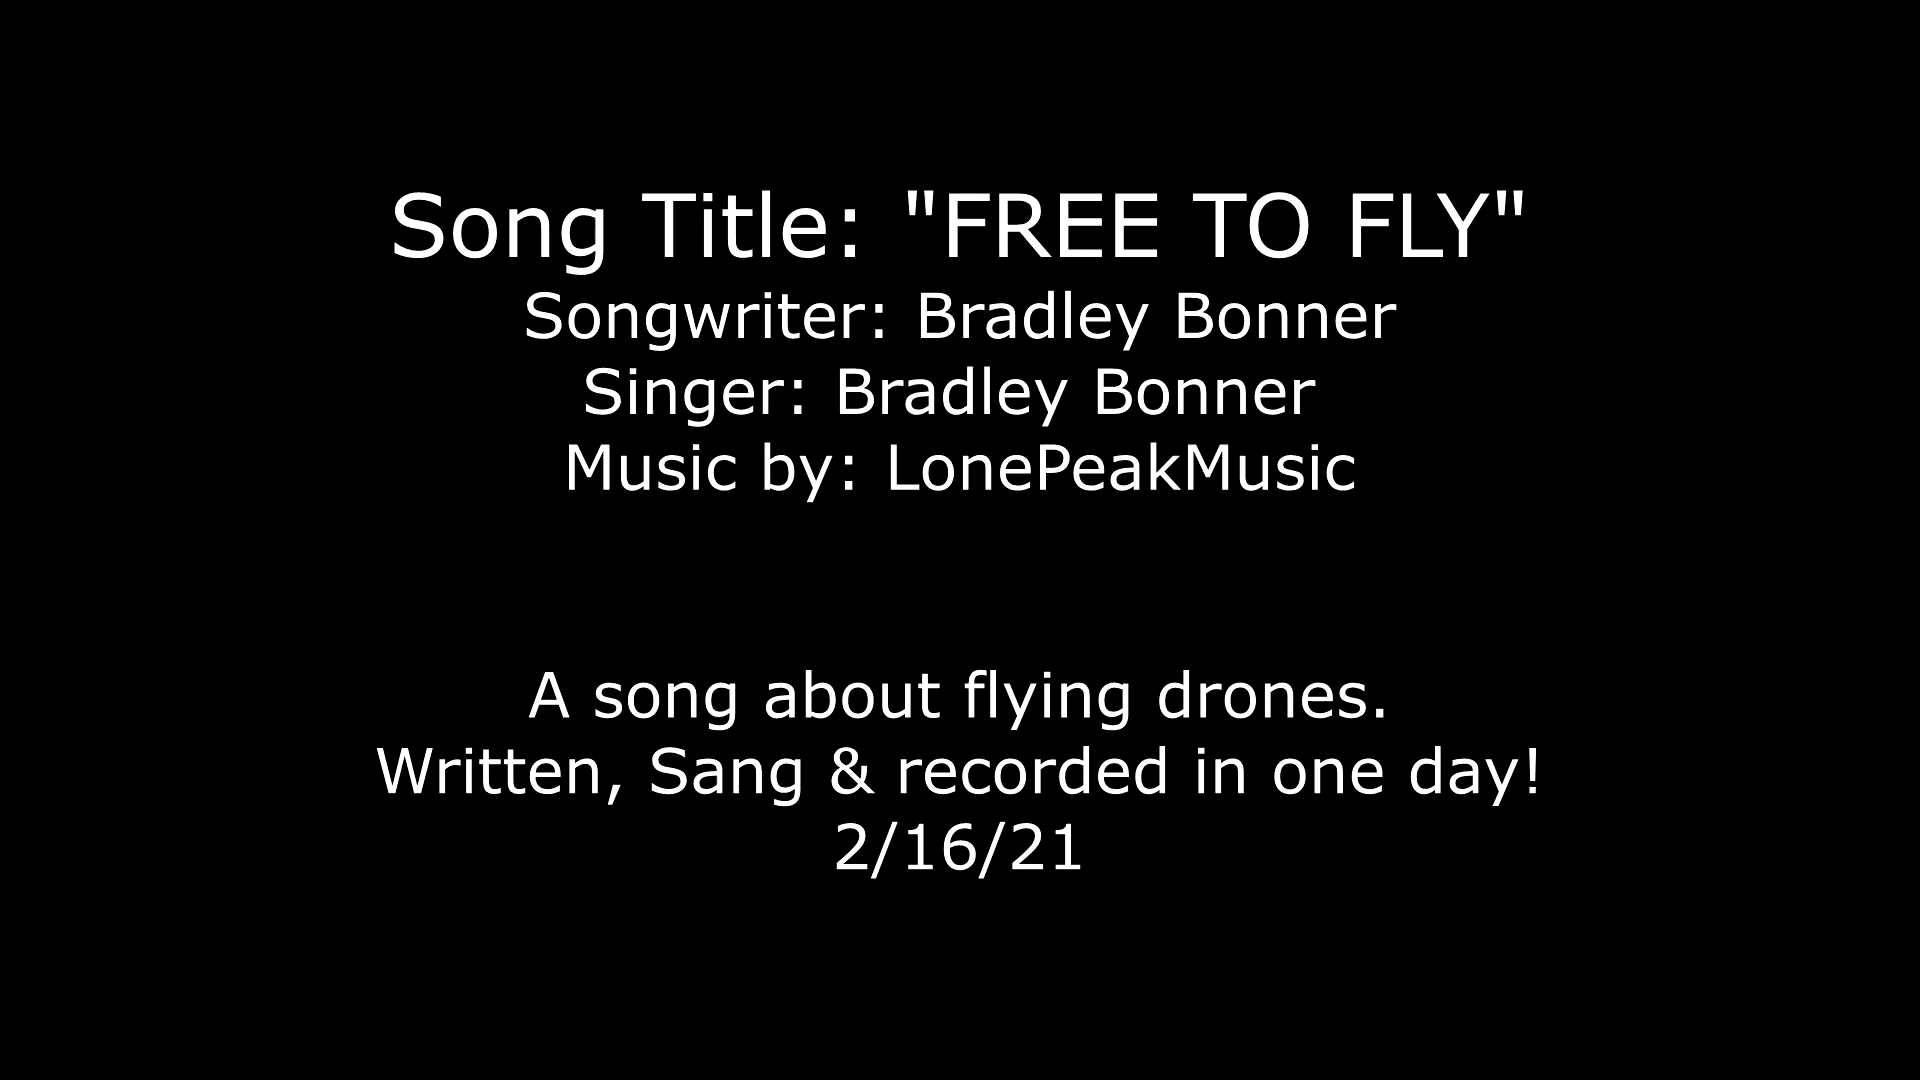 Song Title: "FREE TO FLY"
Songwriter: Bradley Bonner
Singer: Bradley Bonner
Music by: LonePeakMusic
A song about flying drones.
Written, Sang & recorded in one day!
2/16/21